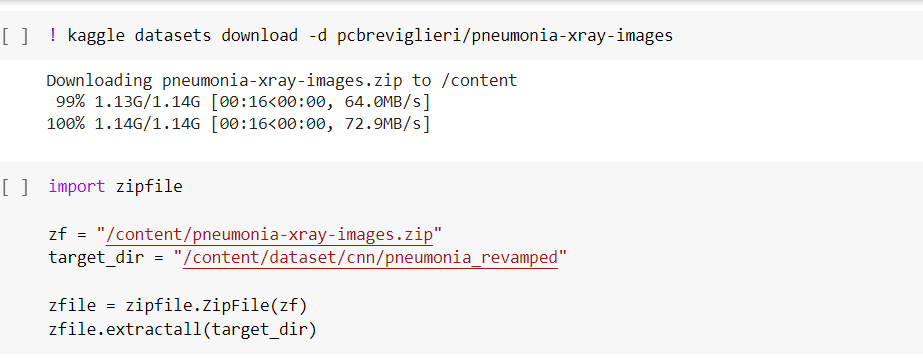 [ ] ! kaggle datasets download -d pcbreviglieri/pneumonia-xray-images
Downloading pneumonia-xray-images.zip to /content
99% 1.13G/1.14G [00:16<00:00, 64.0MB/s]
100% 1.14G/1.14G [00:16<00:00, 72.9MB/s]
[ ] import zipfile
zf = "/content/pneumonia-xray-images.zip"
target_dir = "/content/dataset/cnn/pneumonia_revamped"
zfile = zipfile.ZipFile(zf)
zfile.extractall(target_dir)